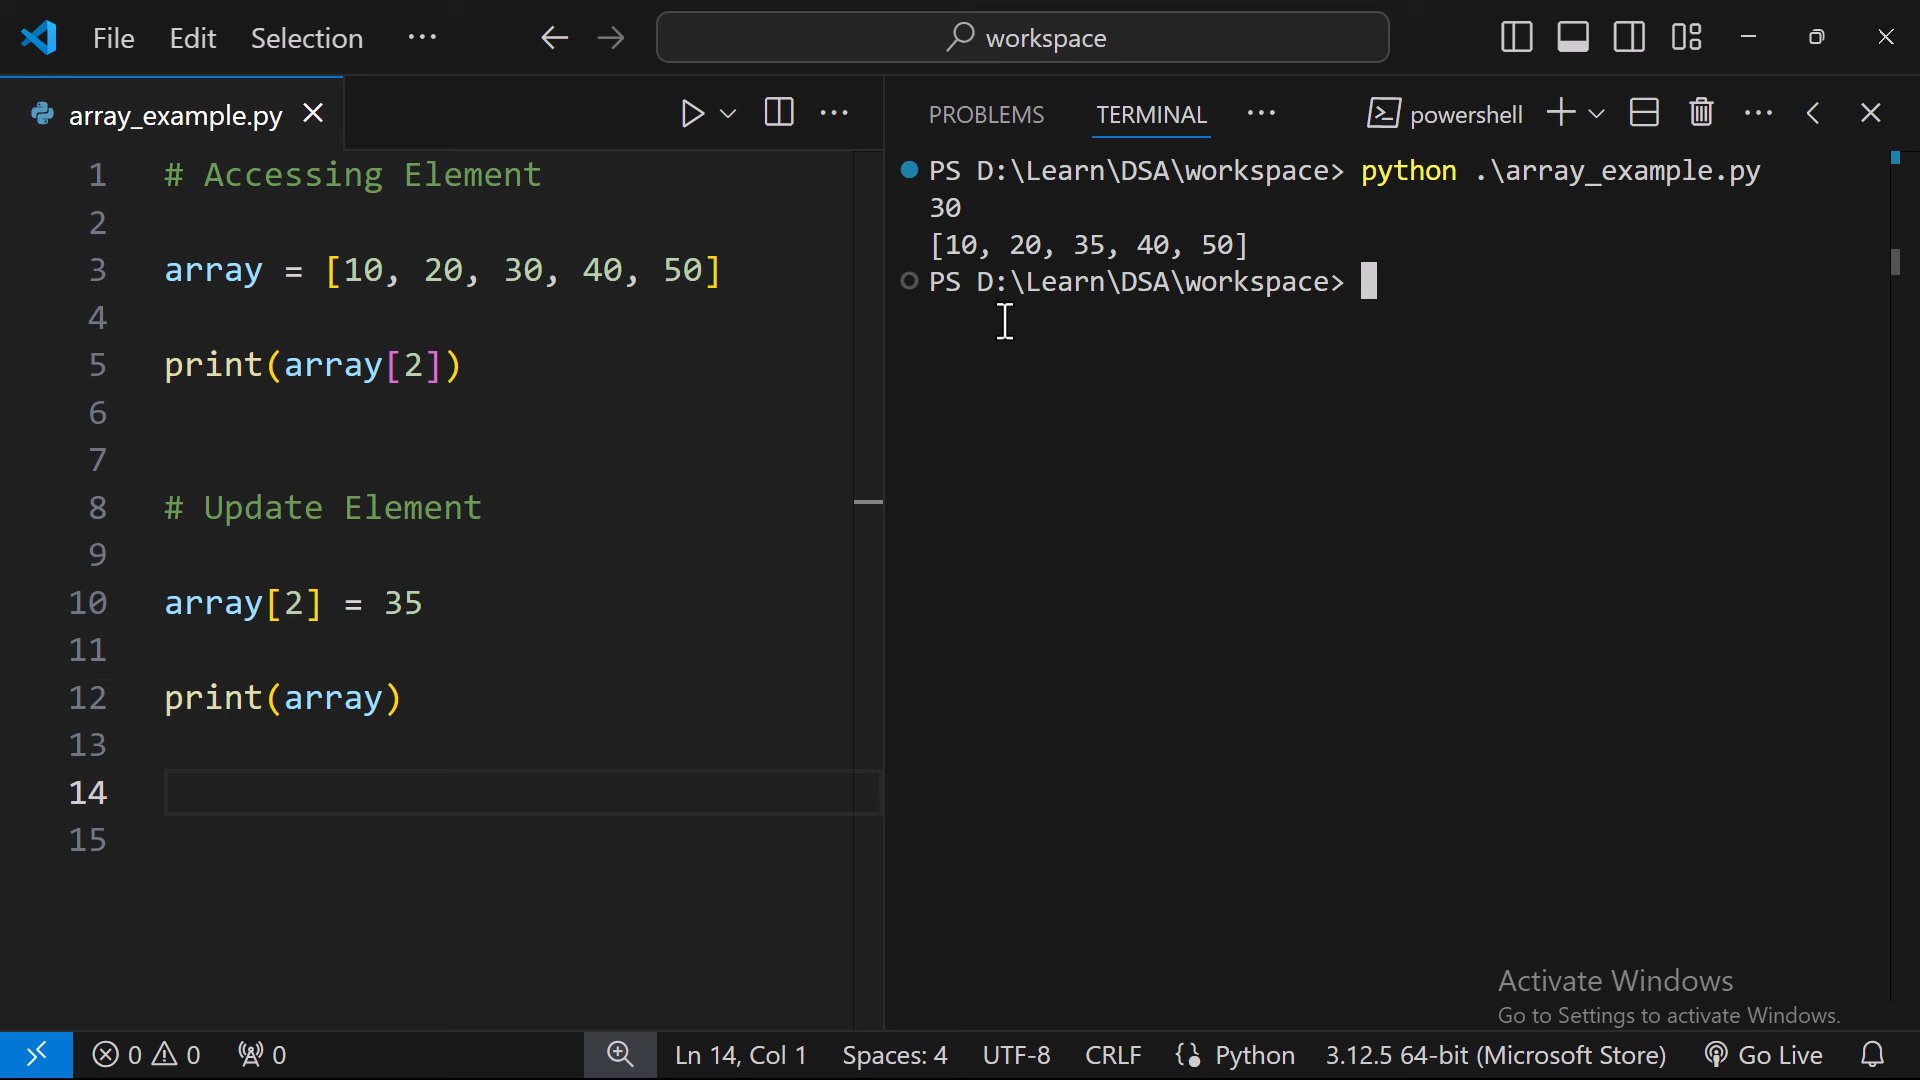 File Edit Selection ··· workspace
array_example.py
1 # Accessing Element
2
3 array = [10, 20, 30, 40, 50]
4
5 print(array[2])
6
7
8 # Update Element
9
10 array[2] = 35
11
12 print(array)
13
14
15
PROBLEMS TERMINAL ··· powershell
PS D:\Learn\DSA\workspace> python .\array_example.py
30
[10, 20, 35, 40, 50]
PS D:\Learn\DSA\workspace>
Activate Windows
Go to Settings to activate Windows.
0 0 0 Ln 14, Col 1 Spaces: 4 UTF-8 CRLF Python 3.12.5 64-bit (Microsoft Store) Go Live